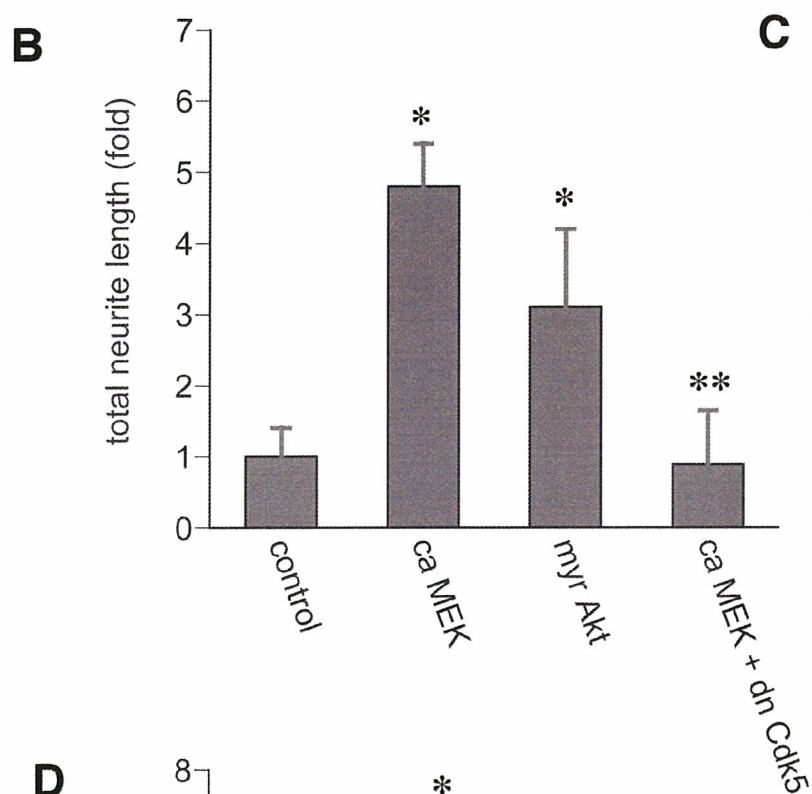 B
C
7
6
5
4
3
2
1
0
total neurite length (fold)
*
*
**
control
ca MEK
myr Akt
ca MEK + dn Cdk5
D
8
*